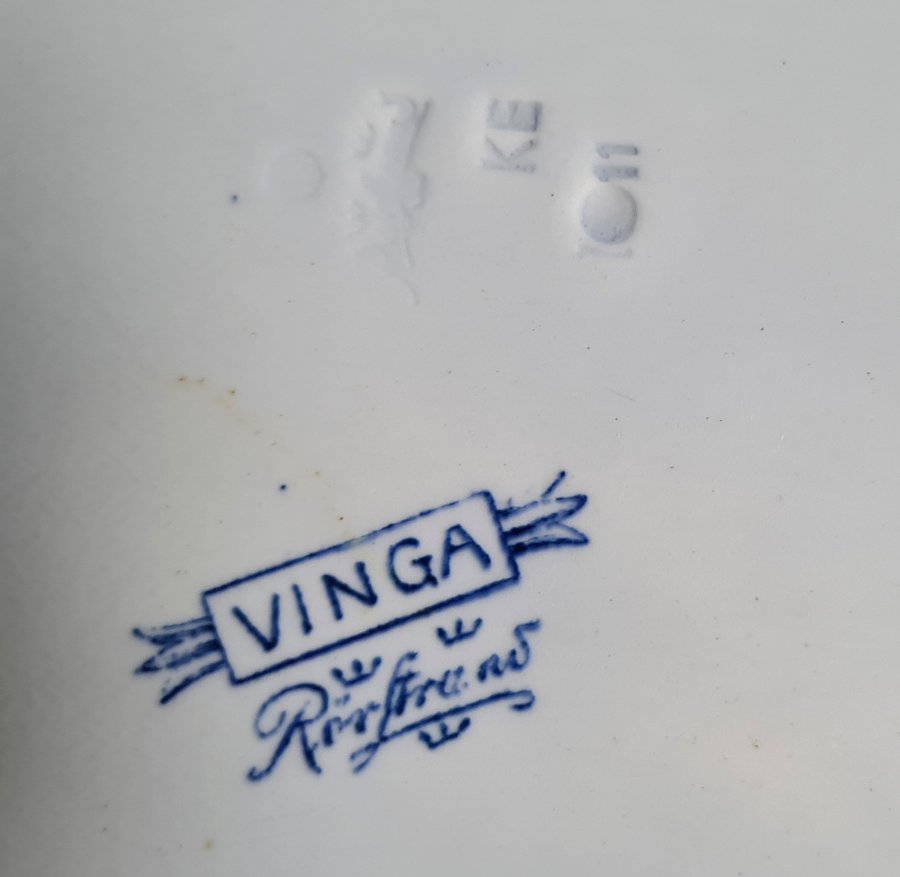 KE
11
VINGA
Rörstrand